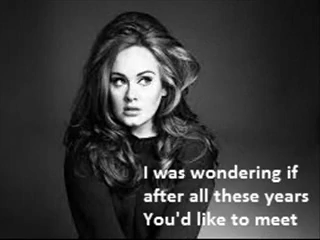 I was wondering if
after all these years
You'd like to meet